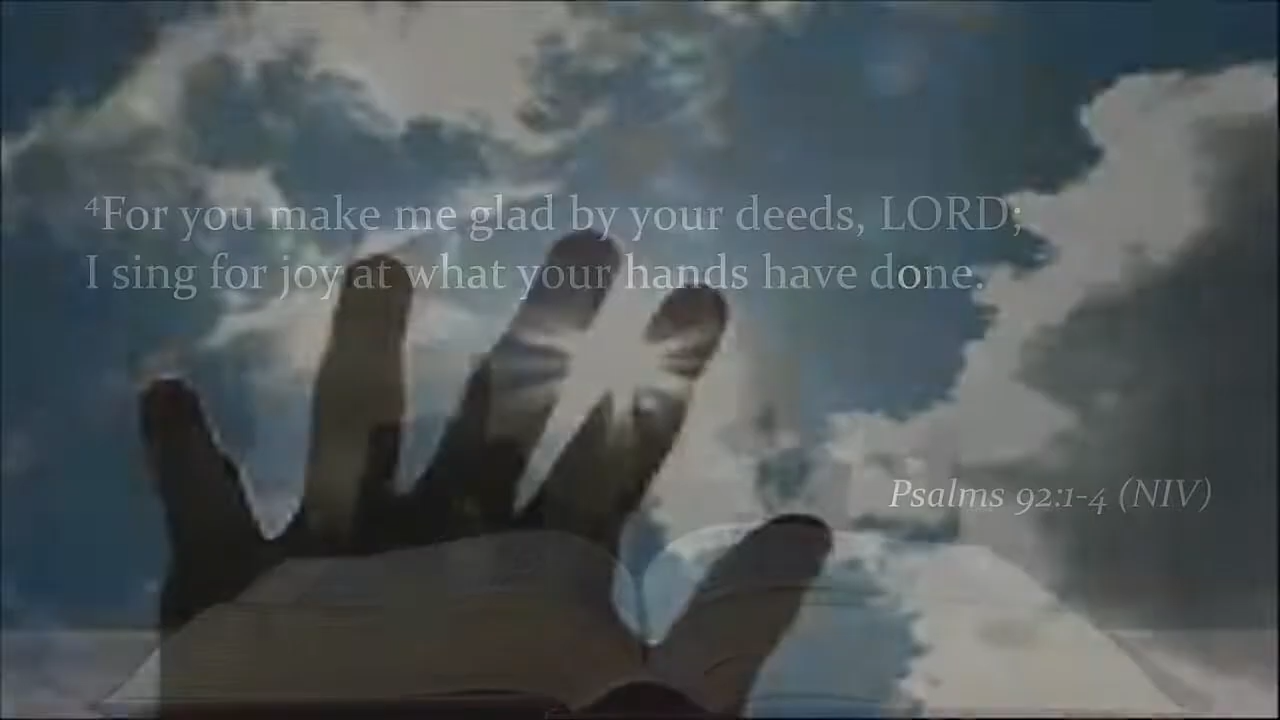 ⁴For you make me glad by your deeds, LORD;
I sing for joy at what your hands have done.
Psalms 92:1-4 (NIV)